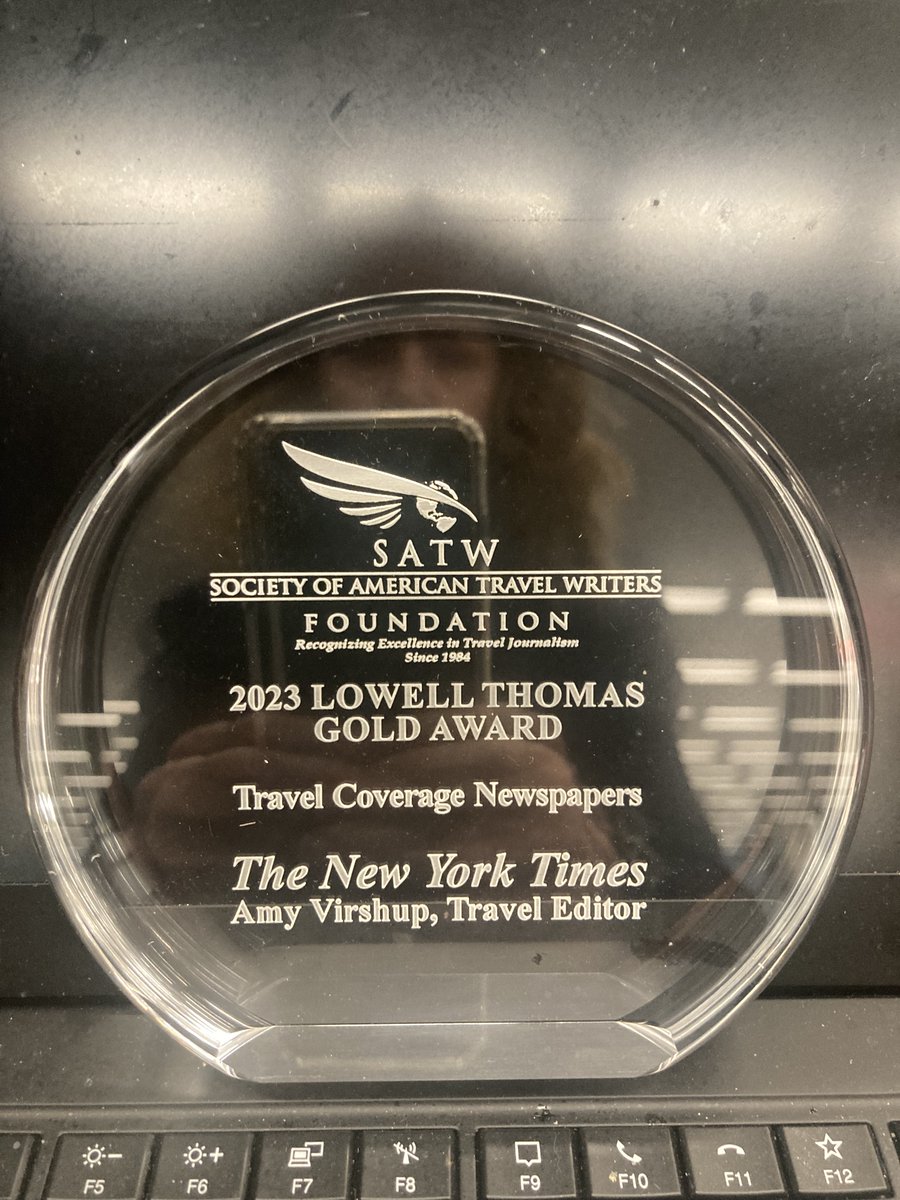 SATW
SOCIETY OF AMERICAN TRAVEL WRITERS
FOUNDATION
Recognizing Excellence in Travel Journalism
Since 1984
2023 LOWELL THOMAS
GOLD AWARD
Travel Coverage Newspapers
The New York Times
Amy Virshup, Travel Editor
F5 F6 F7 F8 F9 F10 F11 F12